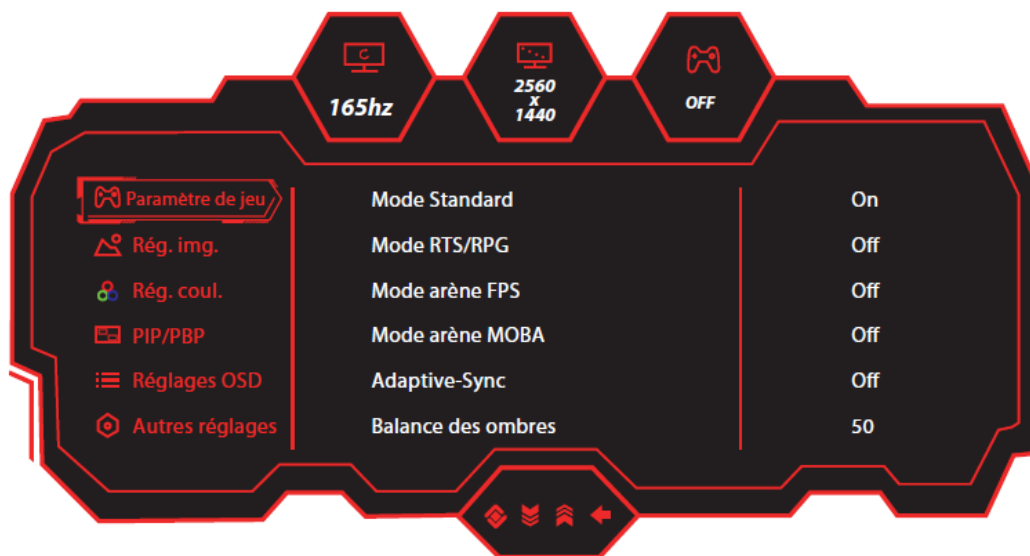 165hz
2560
x
1440
OFF
Paramètre de jeu
Mode Standard
On
Rég. img.
Mode RTS/RPG
Off
Rég. coul.
Mode arène FPS
Off
PIP/PBP
Mode arène MOBA
Off
Réglages OSD
Adaptive-Sync
Off
Autres réglages
Balance des ombres
50